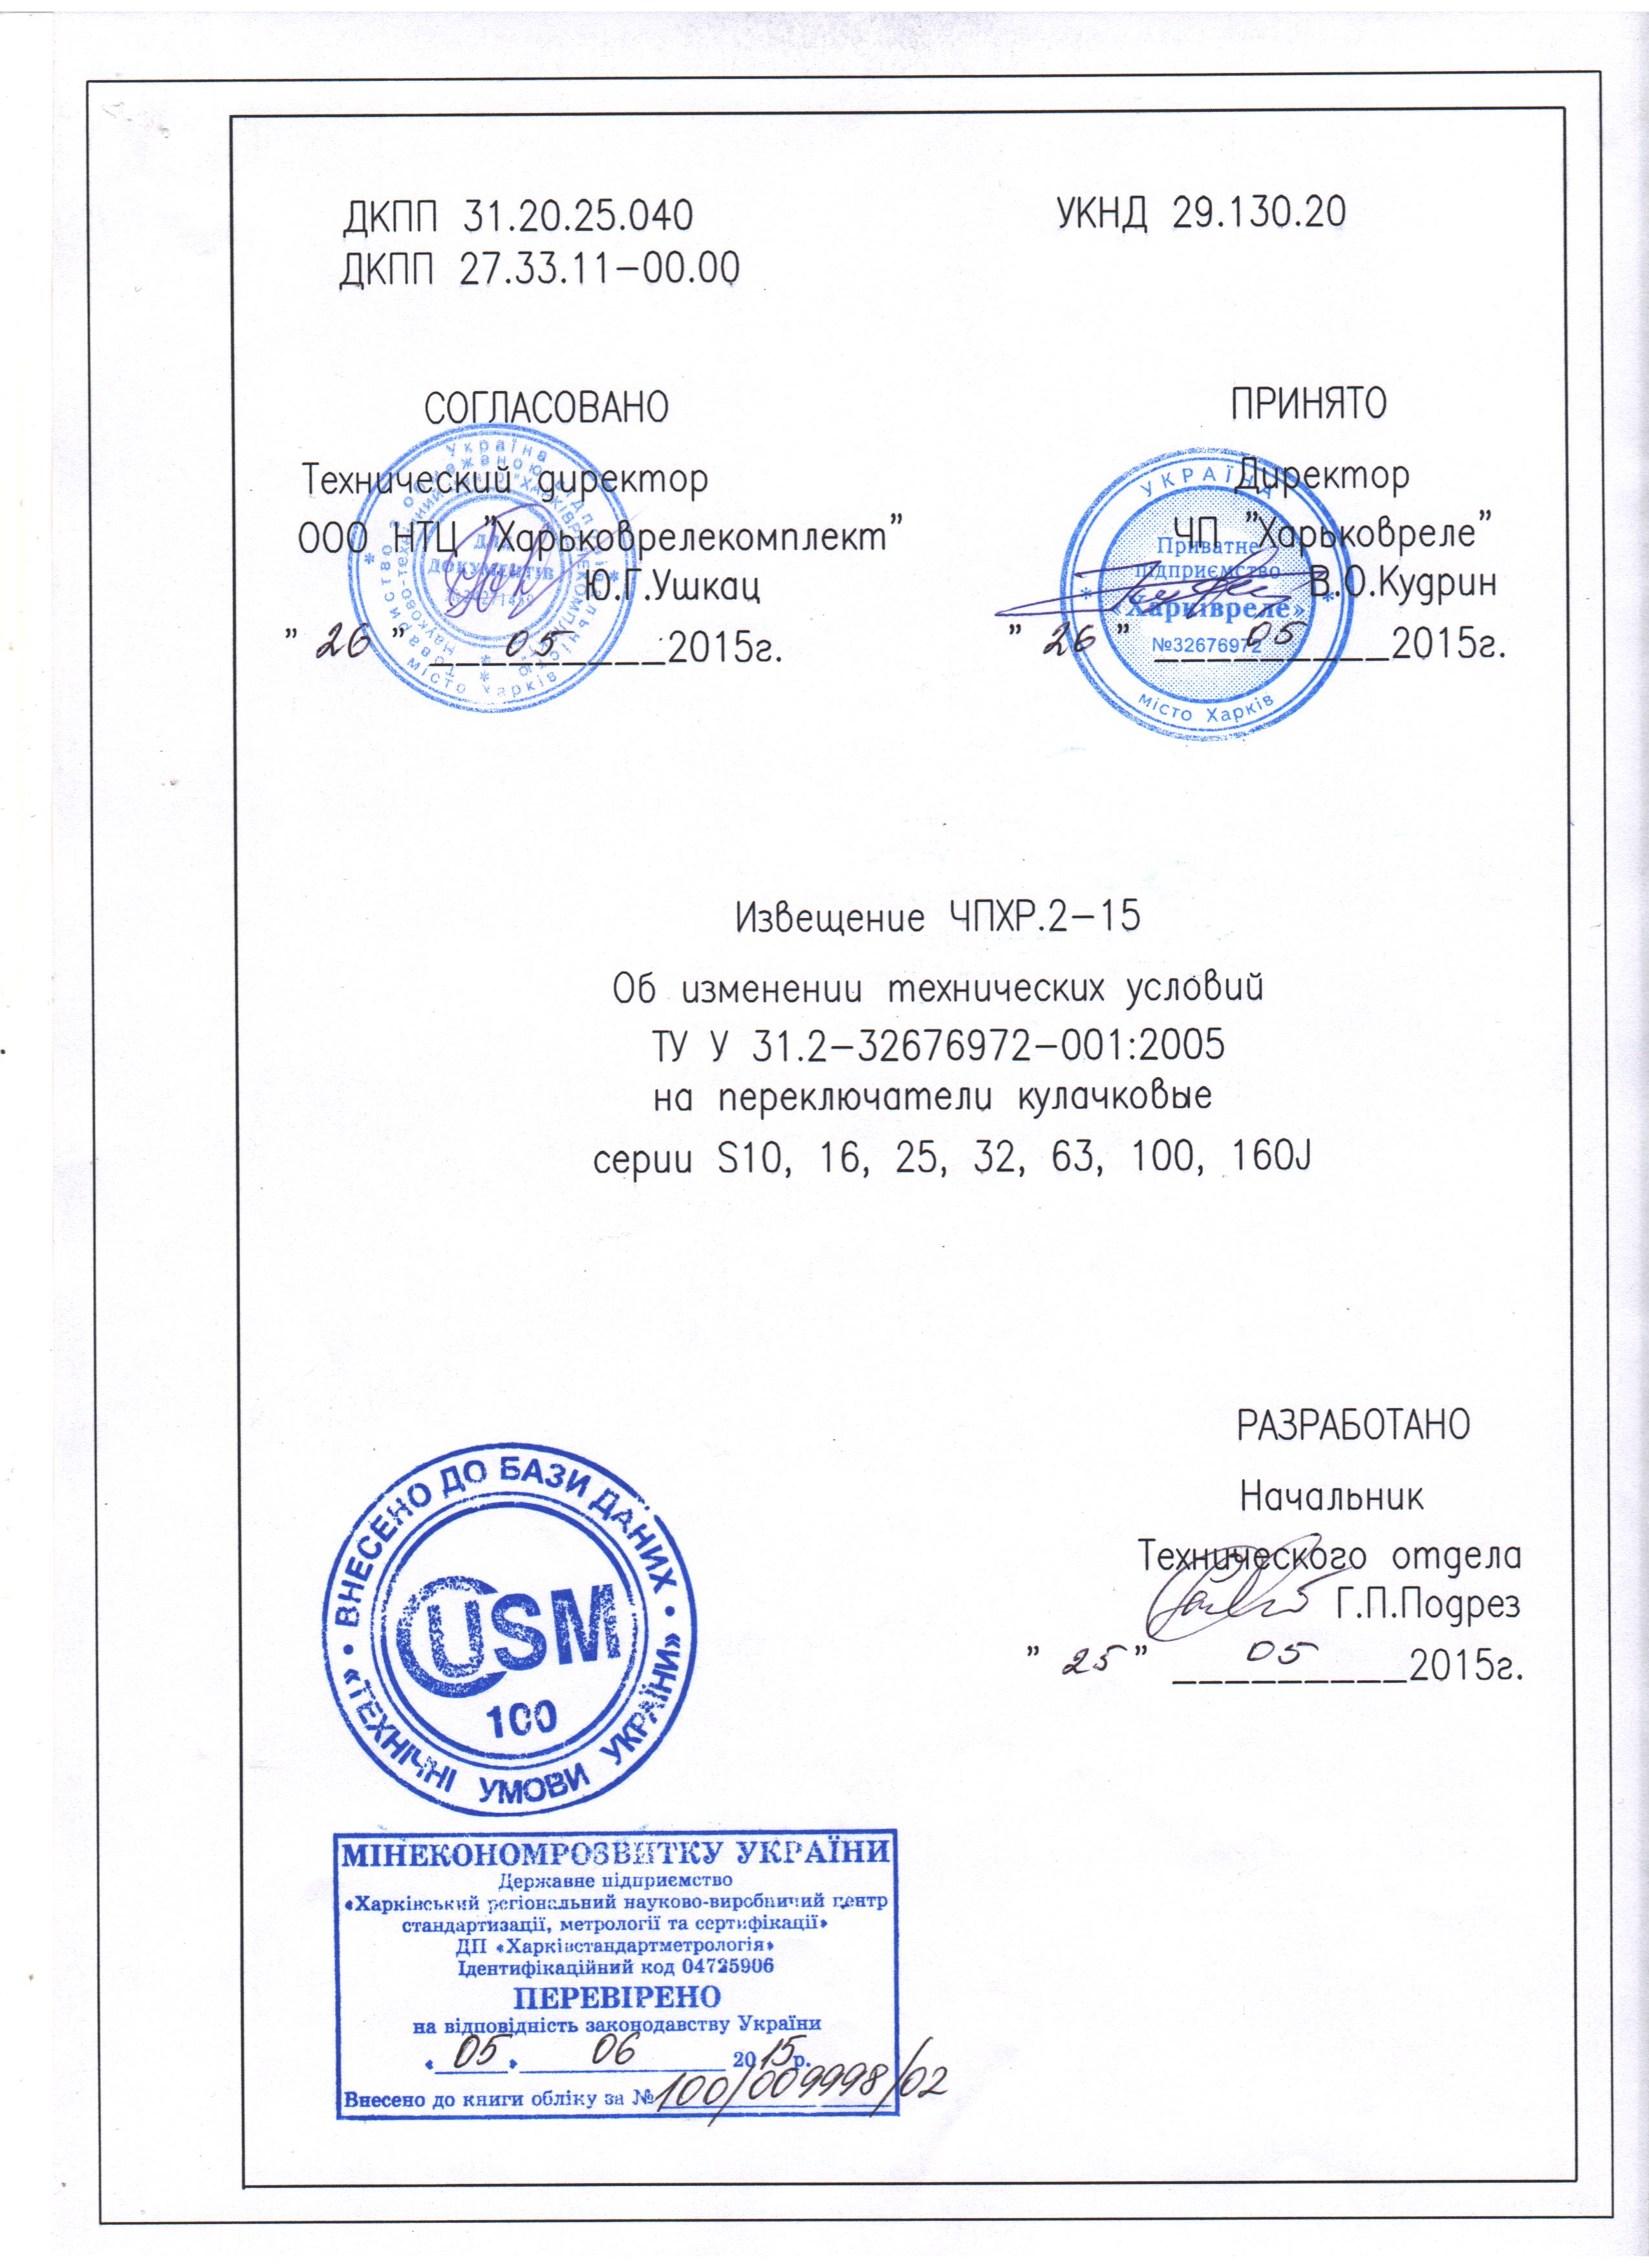 ДКПП 31.20.25.040
УКНД 29.130.20
ДКПП 27.33.11-00.00
СОГЛАСОВАНО
Технический директор
ООО НТЦ "Харьковрелекомплект"
Ю.Г.Ушкац
" 26 " 05 2015г.
Україна
ДЛЯ
ДОКУМЕНТІВ
місто Харків
ПРИНЯТО
Директор
ЧП "Харьковреле"
В.О.Кудрин
" 26 " 05 2015г.
УКРАЇНА
Приватне
підприємство
«Харківреле»
№32676972
місто Харків
Извещение ЧПХР.2-15
Об изменении технических условий
ТУ У 31.2-32676972-001:2005
на переключатели кулачковые
серии S10, 16, 25, 32, 63, 100, 160J
РАЗРАБОТАНО
Начальник
Технического отдела
Г.П.Подрез
" 25 " 05 2015г.
• ВНЕСЕНО ДО БАЗИ ДАНИХ •
USM
100
«ТЕХНІЧНІ УМОВИ УКРАЇНИ»
МІНЕКОНОМРОЗВИТКУ УКРАЇНИ
Державне підприємство
«Харківський регіональний науково-виробничий центр
стандартизації, метрології та сертифікації»
ДП «Харківстандартметрологія»
Ідентифікаційний код 04725906
ПЕРЕВІРЕНО
на відповідність законодавству України
« 05 » 06 2015р.
Внесено до книги обліку за № 100/009998/02